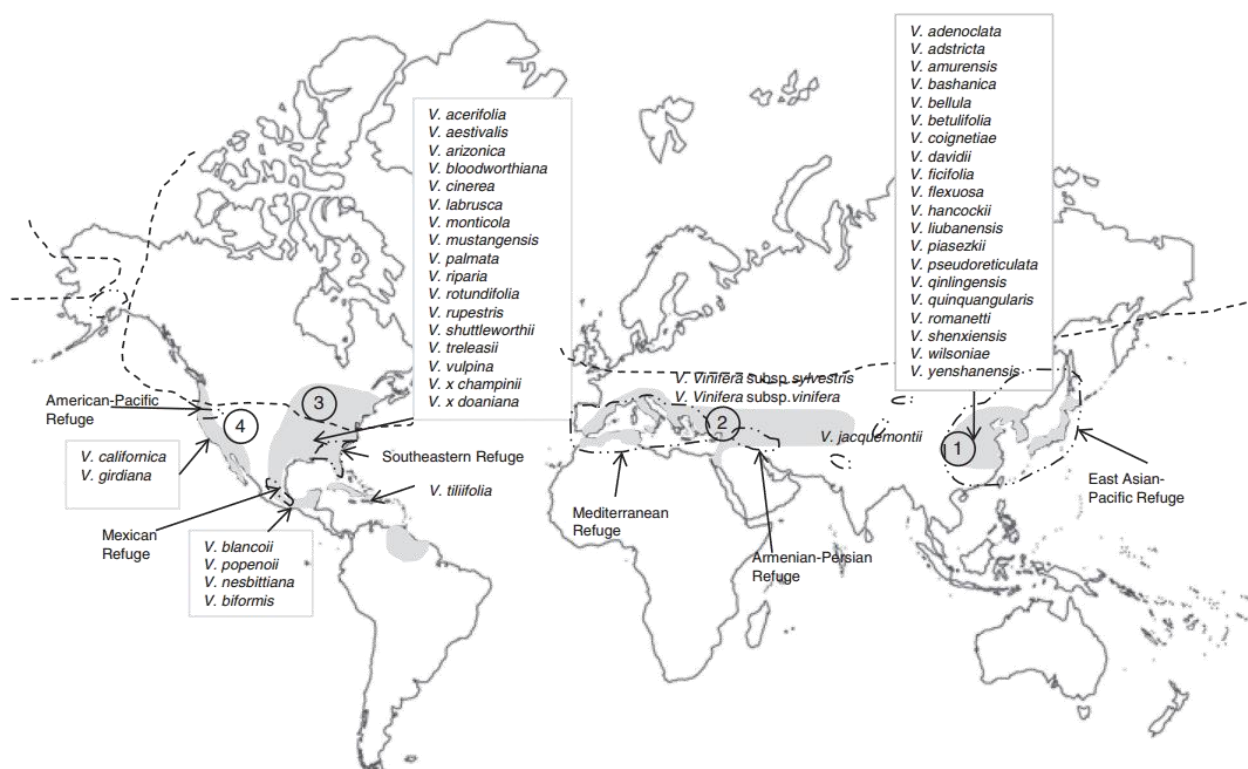 V. acerifolia
V. aestivalis
V. arizonica
V. bloodworthiana
V. cinerea
V. labrusca
V. monticola
V. mustangensis
V. palmata
V. riparia
V. rotundifolia
V. rupestris
V. shuttleworthii
V. treleasii
V. vulpina
V. x champinii
V. x doaniana
V. adenoclata
V. adstricta
V. amurensis
V. bashanica
V. bellula
V. betulifolia
V. coignetiae
V. davidii
V. ficifolia
V. flexuosa
V. hancockii
V. liubanensis
V. piasezkii
V. pseudoreticulata
V. qinlingensis
V. quinquangularis
V. romanetti
V. shenxiensis
V. wilsoniae
V. yenshanensis
American-Pacific
Refuge
3
4
V. californica
V. girdiana
Southeastern Refuge
V. tiliifolia
Mexican
Refuge
V. blancoii
V. popenoii
V. nesbittiana
V. biformis
V. Vinifera subsp.sylvestris
V. Vinifera subsp.vinifera
2
V. jacquemontii
1
Mediterranean
Refuge
Armenian-Persian
Refuge
East Asian-
Pacific Refuge